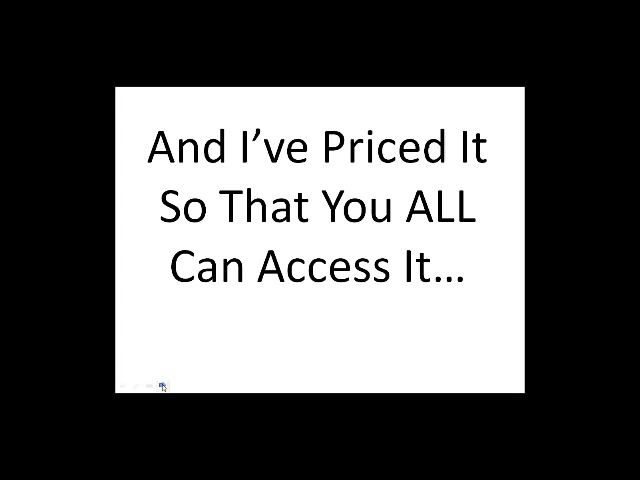 And I’ve Priced It
So That You ALL
Can Access It…